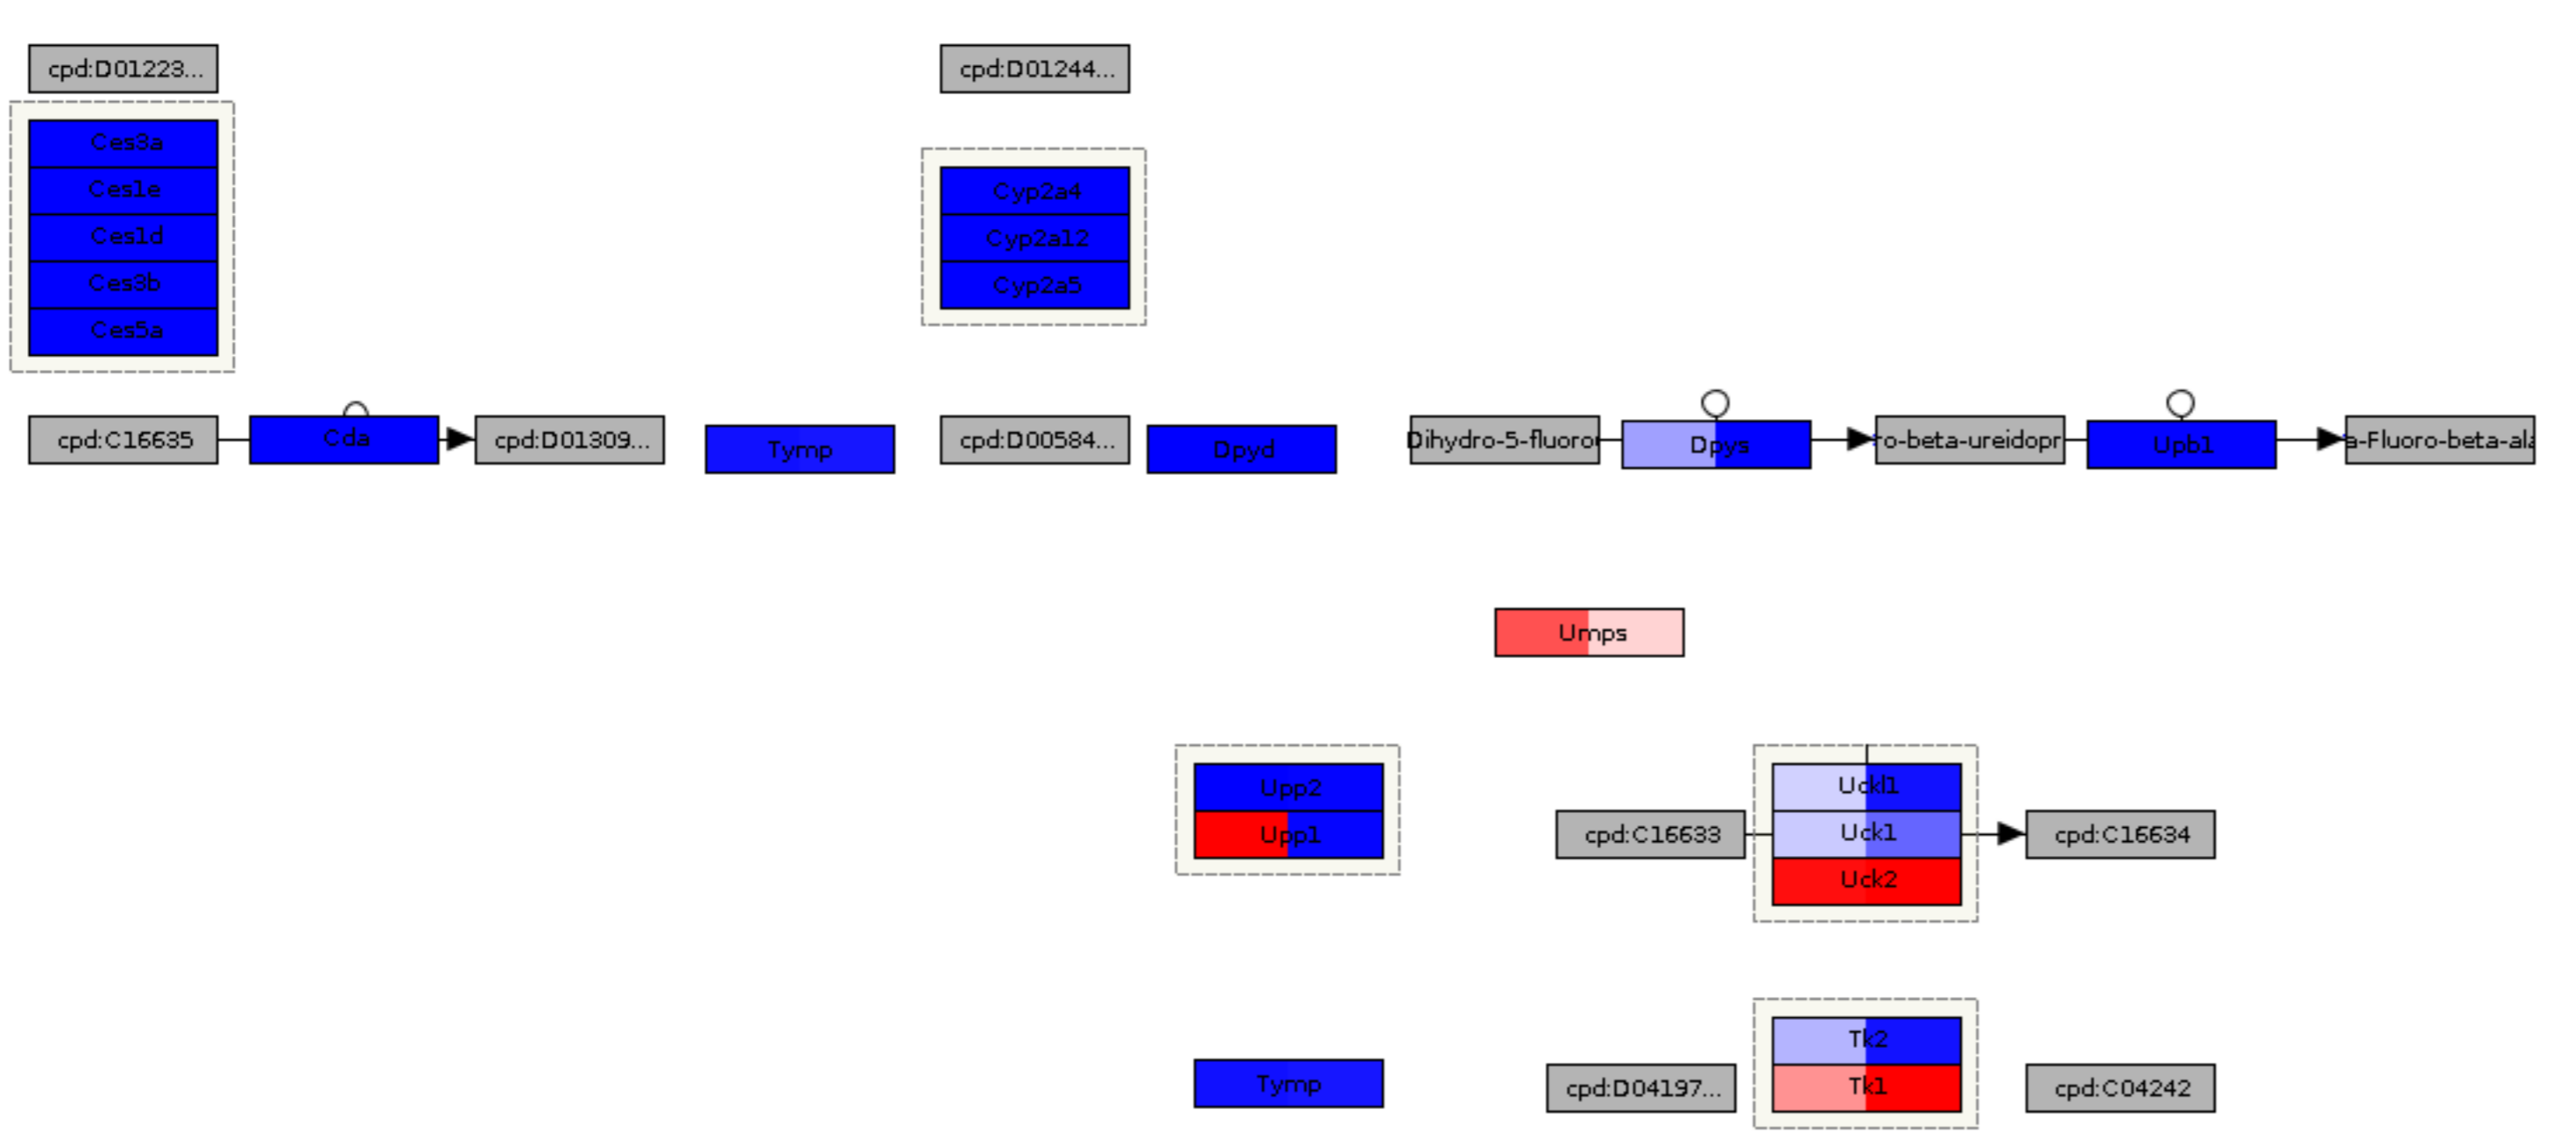 cpd:D01223...
cpd:D01244...
Ces3a
Ces1e
Ces1d
Ces3b
Ces5a
Cyp2a4
Cyp2a12
Cyp2a5
cpd:C16635
Cda
cpd:D01309...
Tymp
cpd:D00584...
Dpyd
Dihydro-5-fluoro
Dpys
ro-beta-ureidopr
Upb1
a-Fluoro-beta-ala
Umps
Upp2
Upp1
cpd:C16633
Uckl1
Uck1
Uck2
cpd:C16634
Tymp
cpd:D04197...
Tk2
Tk1
cpd:C04242